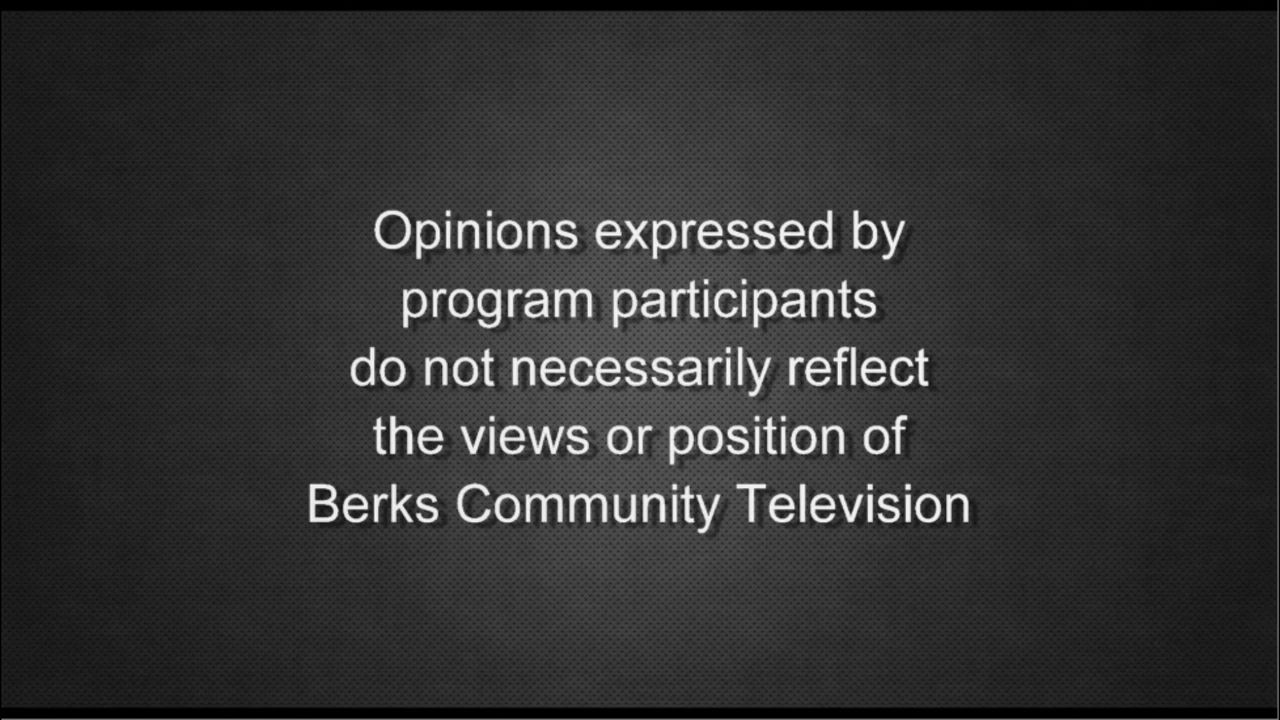 Opinions expressed by
program participants
do not necessarily reflect
the views or position of
Berks Community Television